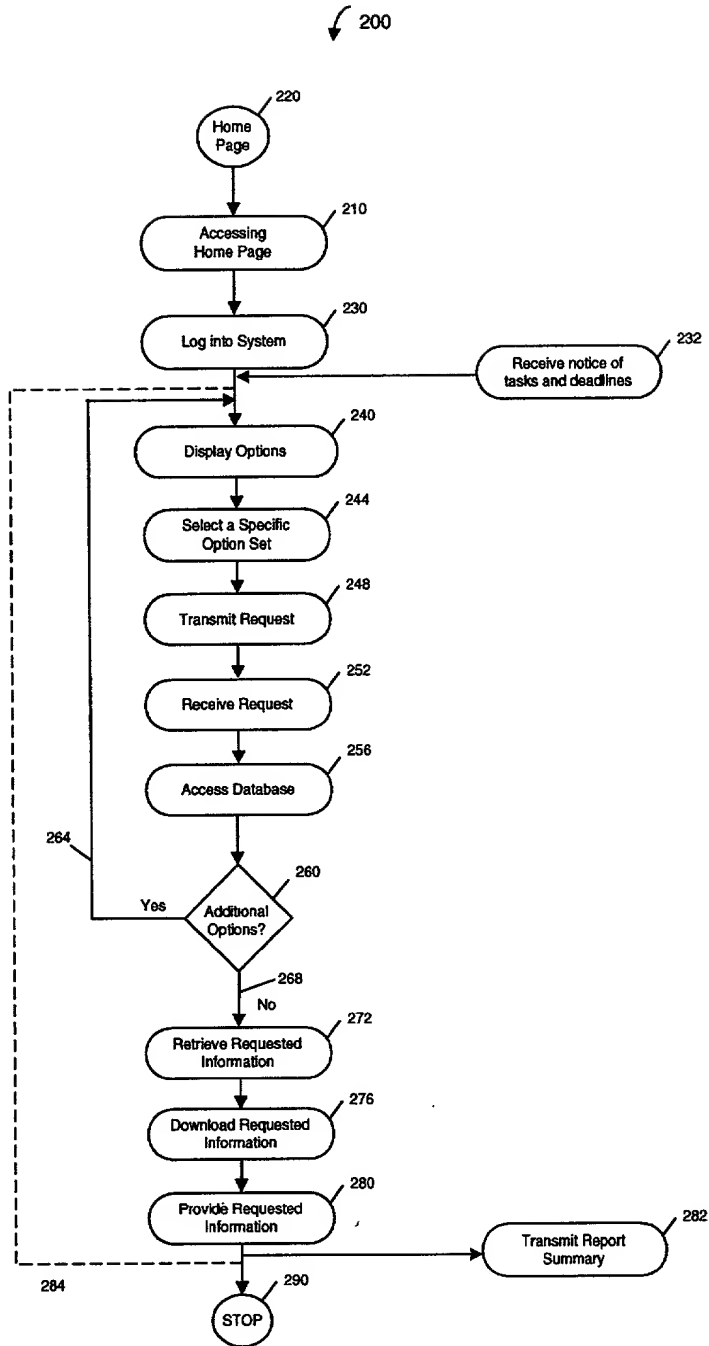 200
220
Home
Page
210
Accessing
Home Page
230
Log into System
232
Receive notice of
tasks and deadlines
240
Display Options
244
Select a Specific
Option Set
248
Transmit Request
252
Receive Request
256
Access Database
264
260
Yes
Additional
Options?
268
No
272
Retrieve Requested
Information
276
Download Requested
Information
280
Provide Requested
Information
282
Transmit Report
Summary
284
290
STOP